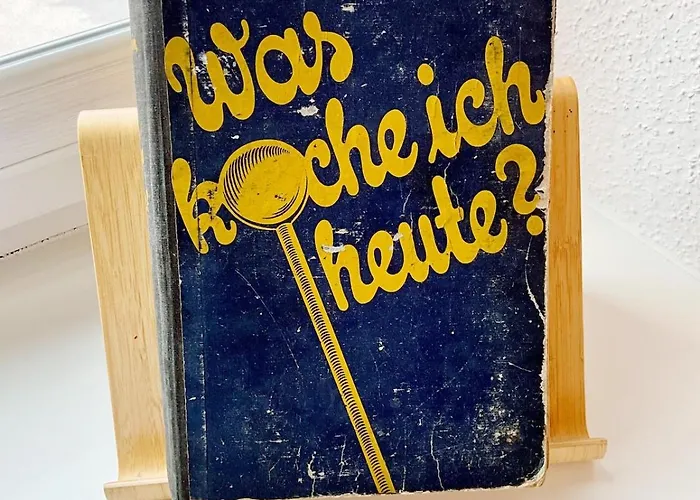 Was
koche ich
heute?